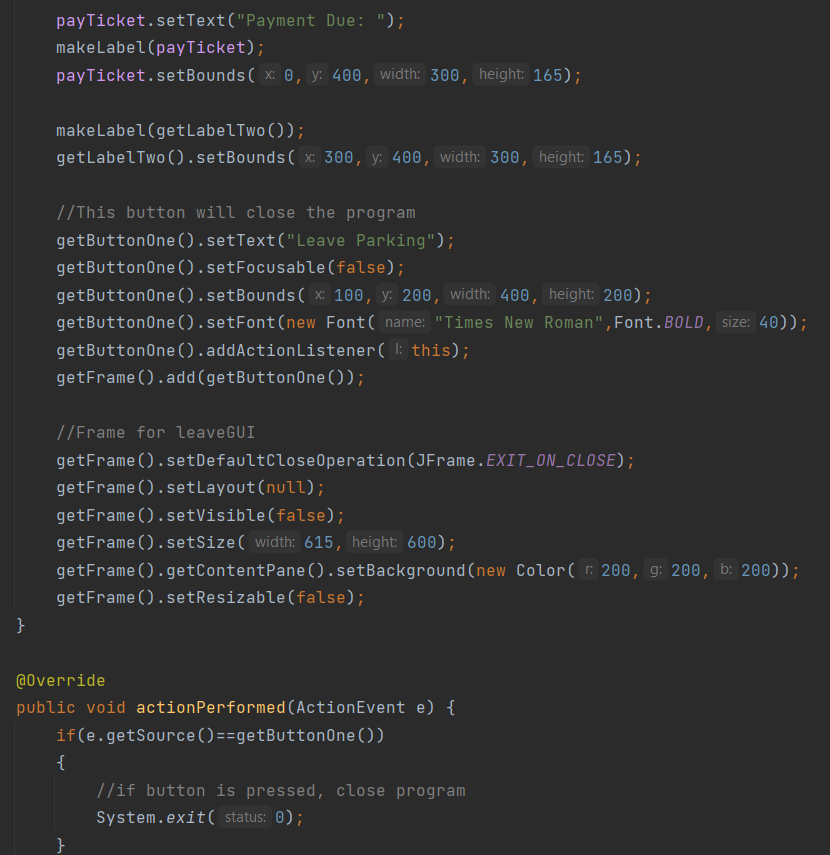 payTicket.setText("Payment Due: ");
makeLabel(payTicket);
payTicket.setBounds( x: 0, y: 400, width: 300, height: 165);
makeLabel(getLabelTwo());
getLabelTwo().setBounds( x: 300, y: 400, width: 300, height: 165);
//This button will close the program
getButtonOne().setText("Leave Parking");
getButtonOne().setFocusable(false);
getButtonOne().setBounds( x: 100, y: 200, width: 400, height: 200);
getButtonOne().setFont(new Font( name: "Times New Roman",Font.BOLD, size: 40));
getButtonOne().addActionListener( l: this);
getFrame().add(getButtonOne());
//Frame for leaveGUI
getFrame().setDefaultCloseOperation(JFrame.EXIT_ON_CLOSE);
getFrame().setLayout(null);
getFrame().setVisible(false);
getFrame().setSize( width: 615, height: 600);
getFrame().getContentPane().setBackground(new Color( r: 200, g: 200, b: 200));
getFrame().setResizable(false);
}
@Override
public void actionPerformed(ActionEvent e) {
if(e.getSource()==getButtonOne())
{
//if button is pressed, close program
System.exit( status: 0);
}